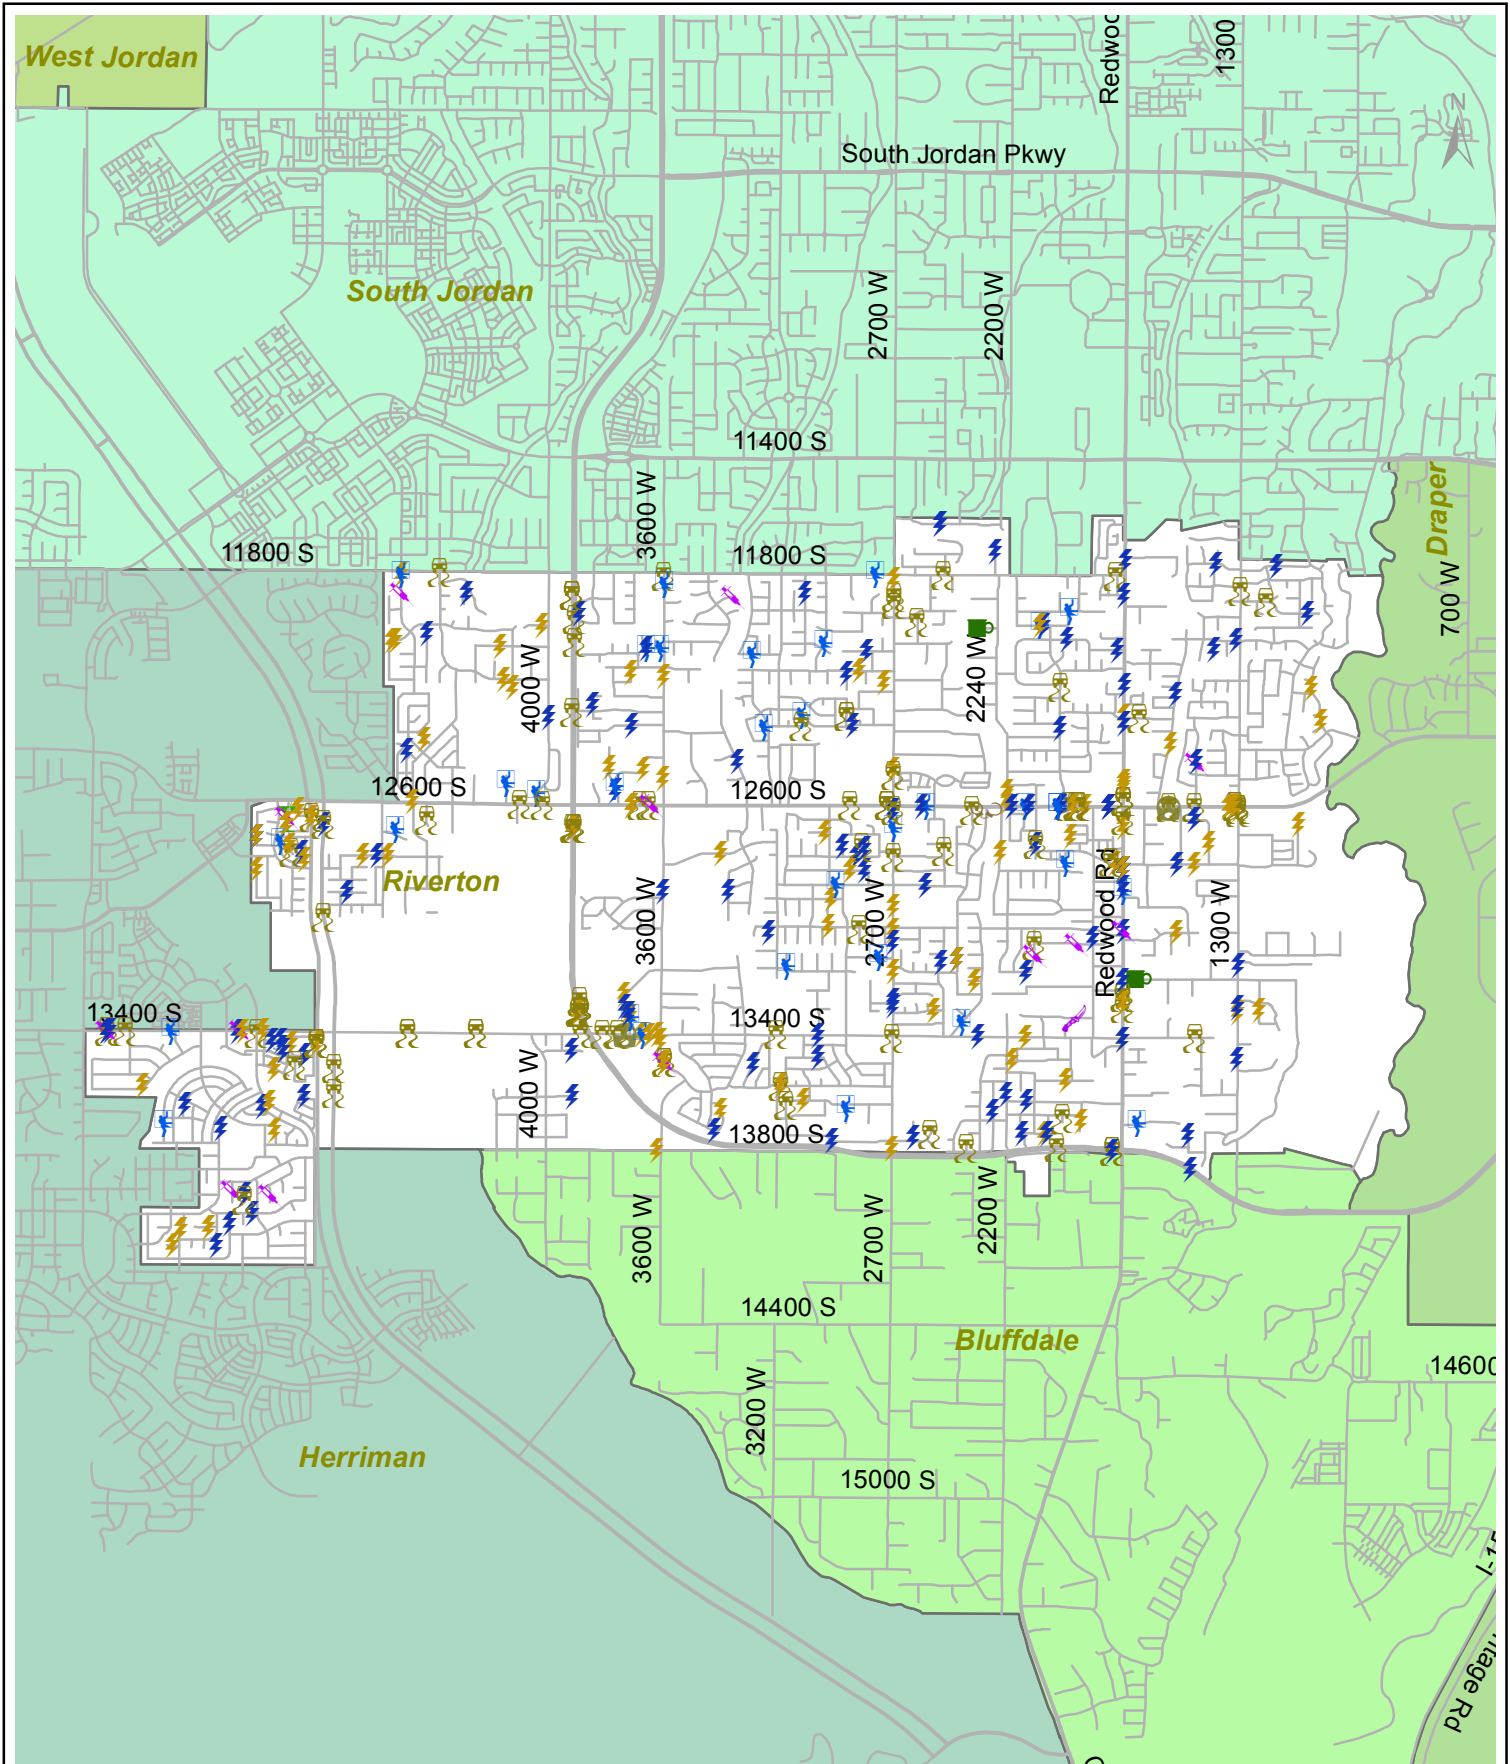 Redwoo
1300
West Jordan
N
South Jordan Pkwy
South Jordan
2700 W
2200 W
11400 S
3600 W
Draper
11800 S
11800 S
700 W
2240 W
4000 W
12600 S
12600 S
Riverton
Redwood Rd
3600 W
2700 W
1300 W
13400 S
13400 S
4000 W
13800 S
3600 W
2700 W
2200 W
14400 S
Bluffdale
14600
3200 W
Herriman
15000 S
I-15
ntage Rd